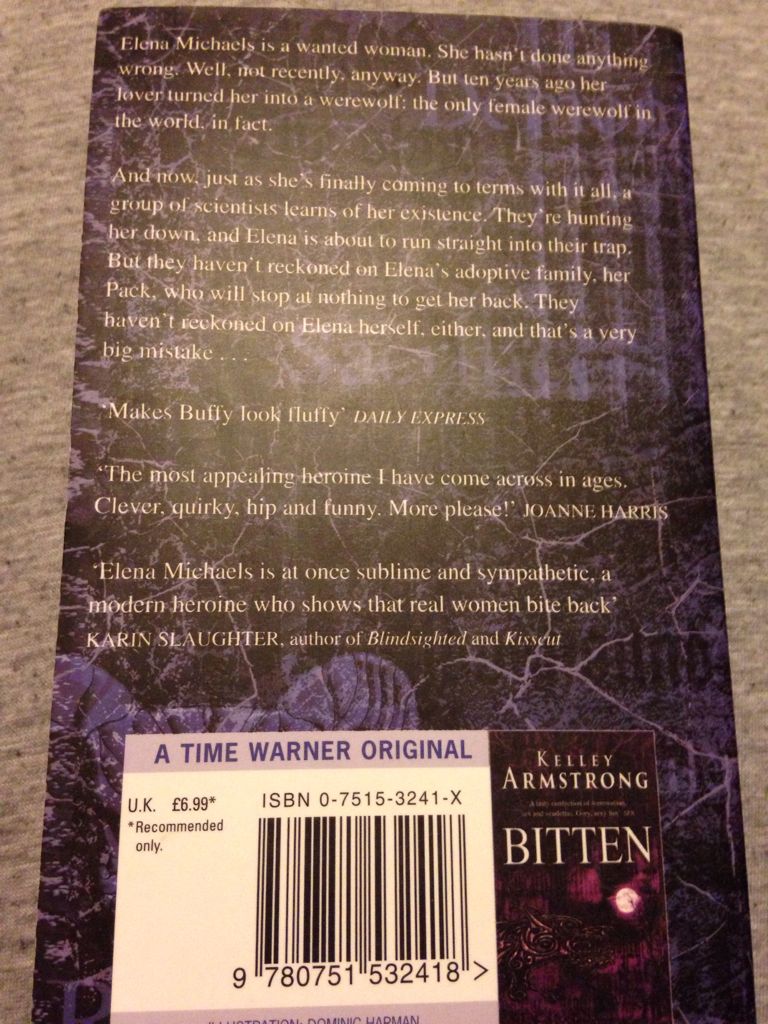 Elena Michaels is a wanted woman. She hasn't done anything
wrong. Well, not recently, anyway. But ten years ago her
lover turned her into a werewolf: the only female werewolf in
the world, in fact.
And now, just as she's finally coming to terms with it all, a
group of scientists learns of her existence. They're hunting
her down, and Elena is about to run straight into their trap.
But they haven't reckoned on Elena's adoptive family, her
Pack, who will stop at nothing to get her back. They
haven't reckoned on Elena herself, either, and that's a very
big mistake . . .
'Makes Buffy look fluffy' DAILY EXPRESS
'The most appealing heroine I have come across in ages.
Clever, quirky, hip and funny. More please!' JOANNE HARRIS
'Elena Michaels is at once sublime and sympathetic, a
modern heroine who shows that real women bite back'
KARIN SLAUGHTER, author of Blindsighted and Kisscut
A TIME WARNER ORIGINAL
U.K. £6.99*
*Recommended
only.
ISBN 0-7515-3241-X
9 780751 532418 >
KELLEY
ARMSTRONG
BITTEN
ILLUSTRATION: DOMINIC HARMAN